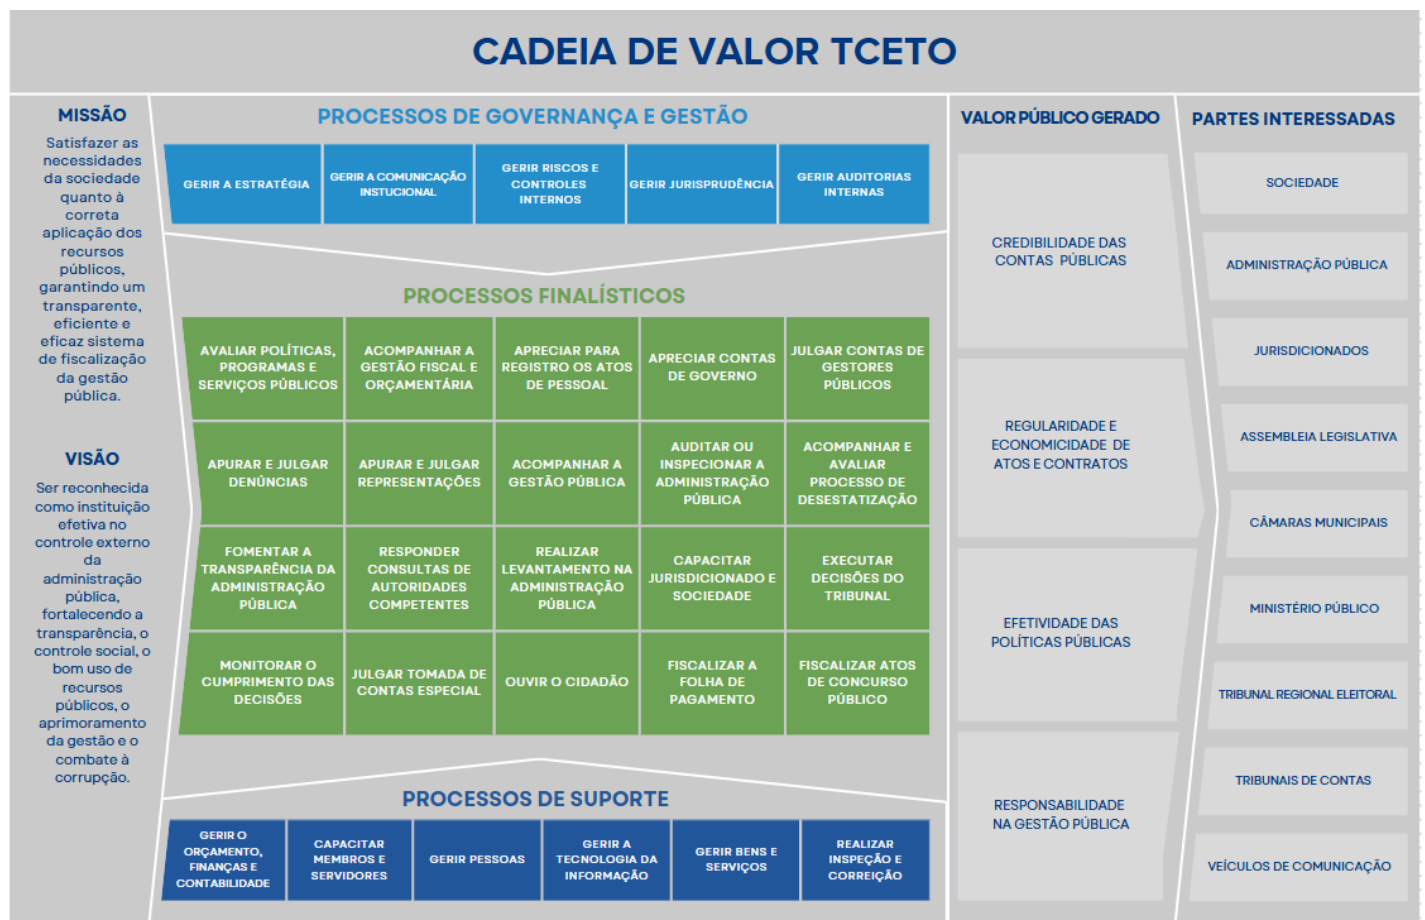 CADEIA DE VALOR TCETO
MISSÃO
Satisfazer as
necessidades
da sociedade
quanto à
correta
aplicação dos
recursos
públicos,
garantindo um
transparente,
eficiente e
eficaz sistema
de fiscalização
da gestão
pública.
VISÃO
Ser reconhecida
como instituição
efetiva no
controle externo
da
administração
pública,
fortalecendo a
transparência, o
controle social, o
bom uso de
recursos
públicos, o
aprimoramento
da gestão e o
combate à
corrupção.
PROCESSOS DE GOVERNANÇA E GESTÃO
GERIR A ESTRATÉGIA
GERIR A COMUNICAÇÃO
INSTUCIONAL
GERIR RISCOS E
CONTROLES
INTERNOS
GERIR JURISPRUDÊNCIA
GERIR AUDITORIAS
INTERNAS
PROCESSOS FINALÍSTICOS
AVALIAR POLÍTICAS,
PROGRAMAS E
SERVIÇOS PÚBLICOS
ACOMPANHAR A
GESTÃO FISCAL E
ORÇAMENTÁRIA
APRECIAR PARA
REGISTRO OS ATOS
DE PESSOAL
APRECIAR CONTAS
DE GOVERNO
JULGAR CONTAS DE
GESTORES
PÚBLICOS
APURAR E JULGAR
DENÚNCIAS
APURAR E JULGAR
REPRESENTAÇÕES
ACOMPANHAR A
GESTÃO PÚBLICA
AUDITAR OU
INSPECIONAR A
ADMINISTRAÇÃO
PÚBLICA
ACOMPANHAR E
AVALIAR
PROCESSO DE
DESESTATIZAÇÃO
FOMENTAR A
TRANSPARÊNCIA DA
ADMINISTRAÇÃO
PÚBLICA
RESPONDER
CONSULTAS DE
AUTORIDADES
COMPETENTES
REALIZAR
LEVANTAMENTO NA
ADMINISTRAÇÃO
PÚBLICA
CAPACITAR
JURISDICIONADO E
SOCIEDADE
EXECUTAR
DECISÕES DO
TRIBUNAL
MONITORAR O
CUMPRIMENTO DAS
DECISÕES
JULGAR TOMADA DE
CONTAS ESPECIAL
OUVIR O CIDADÃO
FISCALIZAR A
FOLHA DE
PAGAMENTO
FISCALIZAR ATOS
DE CONCURSO
PÚBLICO
PROCESSOS DE SUPORTE
GERIR O
ORÇAMENTO,
FINANÇAS E
CONTABILIDADE
CAPACITAR
MEMBROS E
SERVIDORES
GERIR PESSOAS
GERIR A
TECNOLOGIA DA
INFORMAÇÃO
GERIR BENS E
SERVIÇOS
REALIZAR
INSPEÇÃO E
CORREIÇÃO
VALOR PÚBLICO GERADO
CREDIBILIDADE DAS
CONTAS PÚBLICAS
REGULARIDADE E
ECONOMICIDADE DE
ATOS E CONTRATOS
EFETIVIDADE DAS
POLÍTICAS PÚBLICAS
RESPONSABILIDADE
NA GESTÃO PÚBLICA
PARTES INTERESSADAS
SOCIEDADE
ADMINISTRAÇÃO PÚBLICA
JURISDICIONADOS
ASSEMBLEIA LEGISLATIVA
CÂMARAS MUNICIPAIS
MINISTÉRIO PÚBLICO
TRIBUNAL REGIONAL ELEITORAL
TRIBUNAIS DE CONTAS
VEÍCULOS DE COMUNICAÇÃO